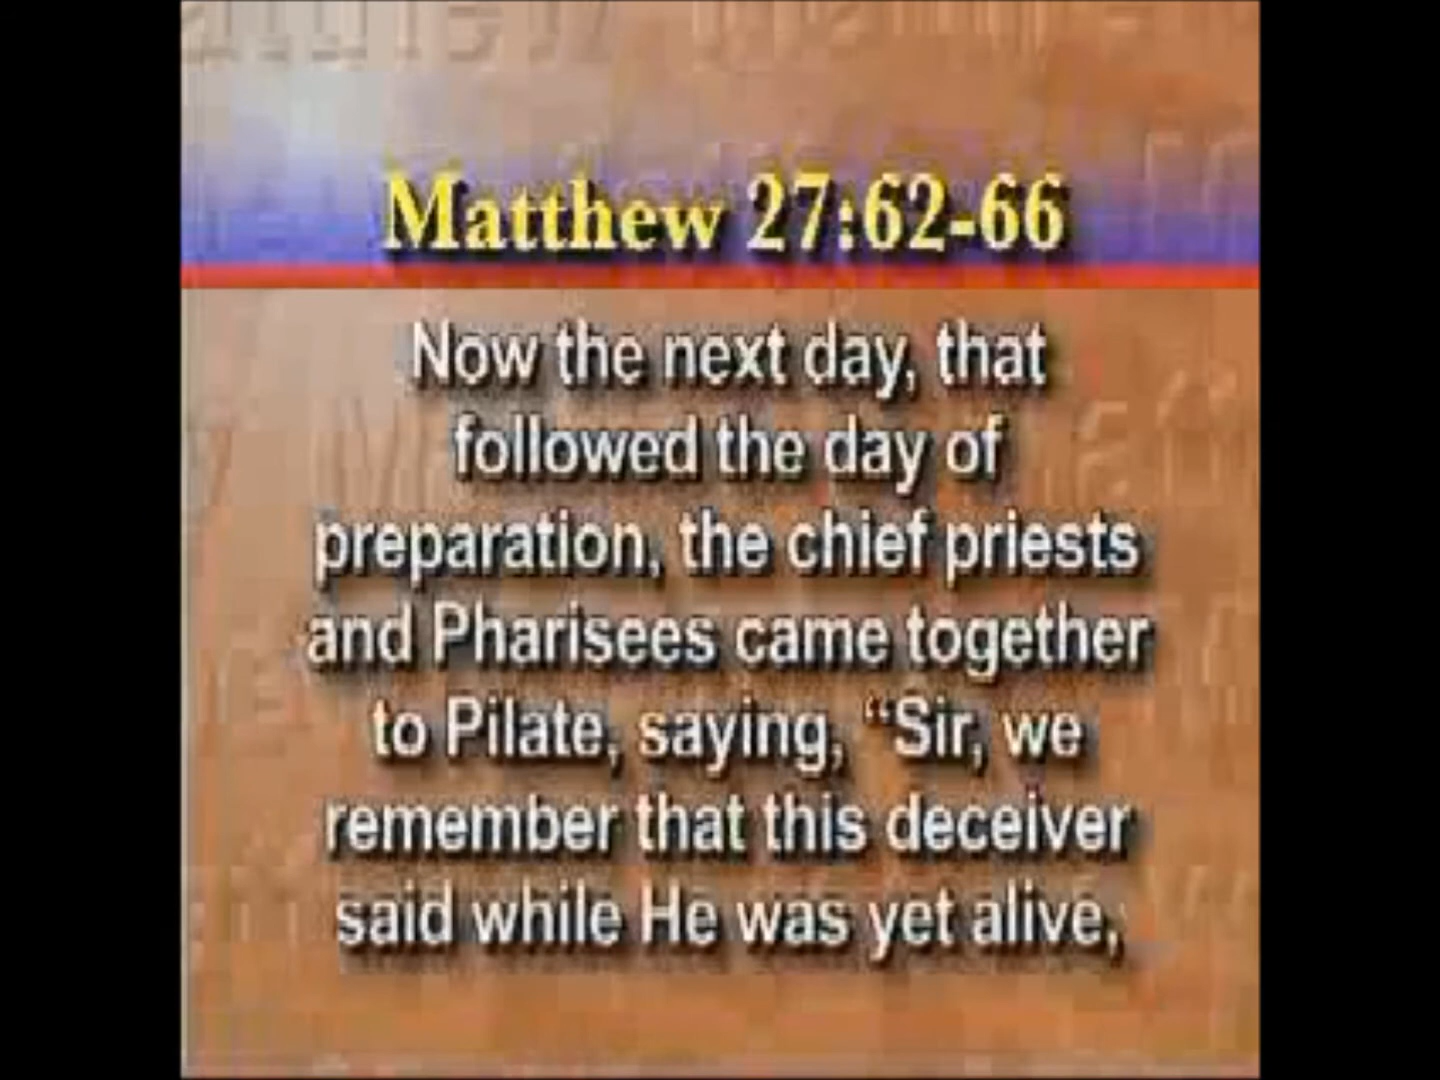 Matthew 27:62-66
Now the next day, that
followed the day of
preparation, the chief priests
and Pharisees came together
to Pilate, saying, “Sir, we
remember that this deceiver
said while He was yet alive,